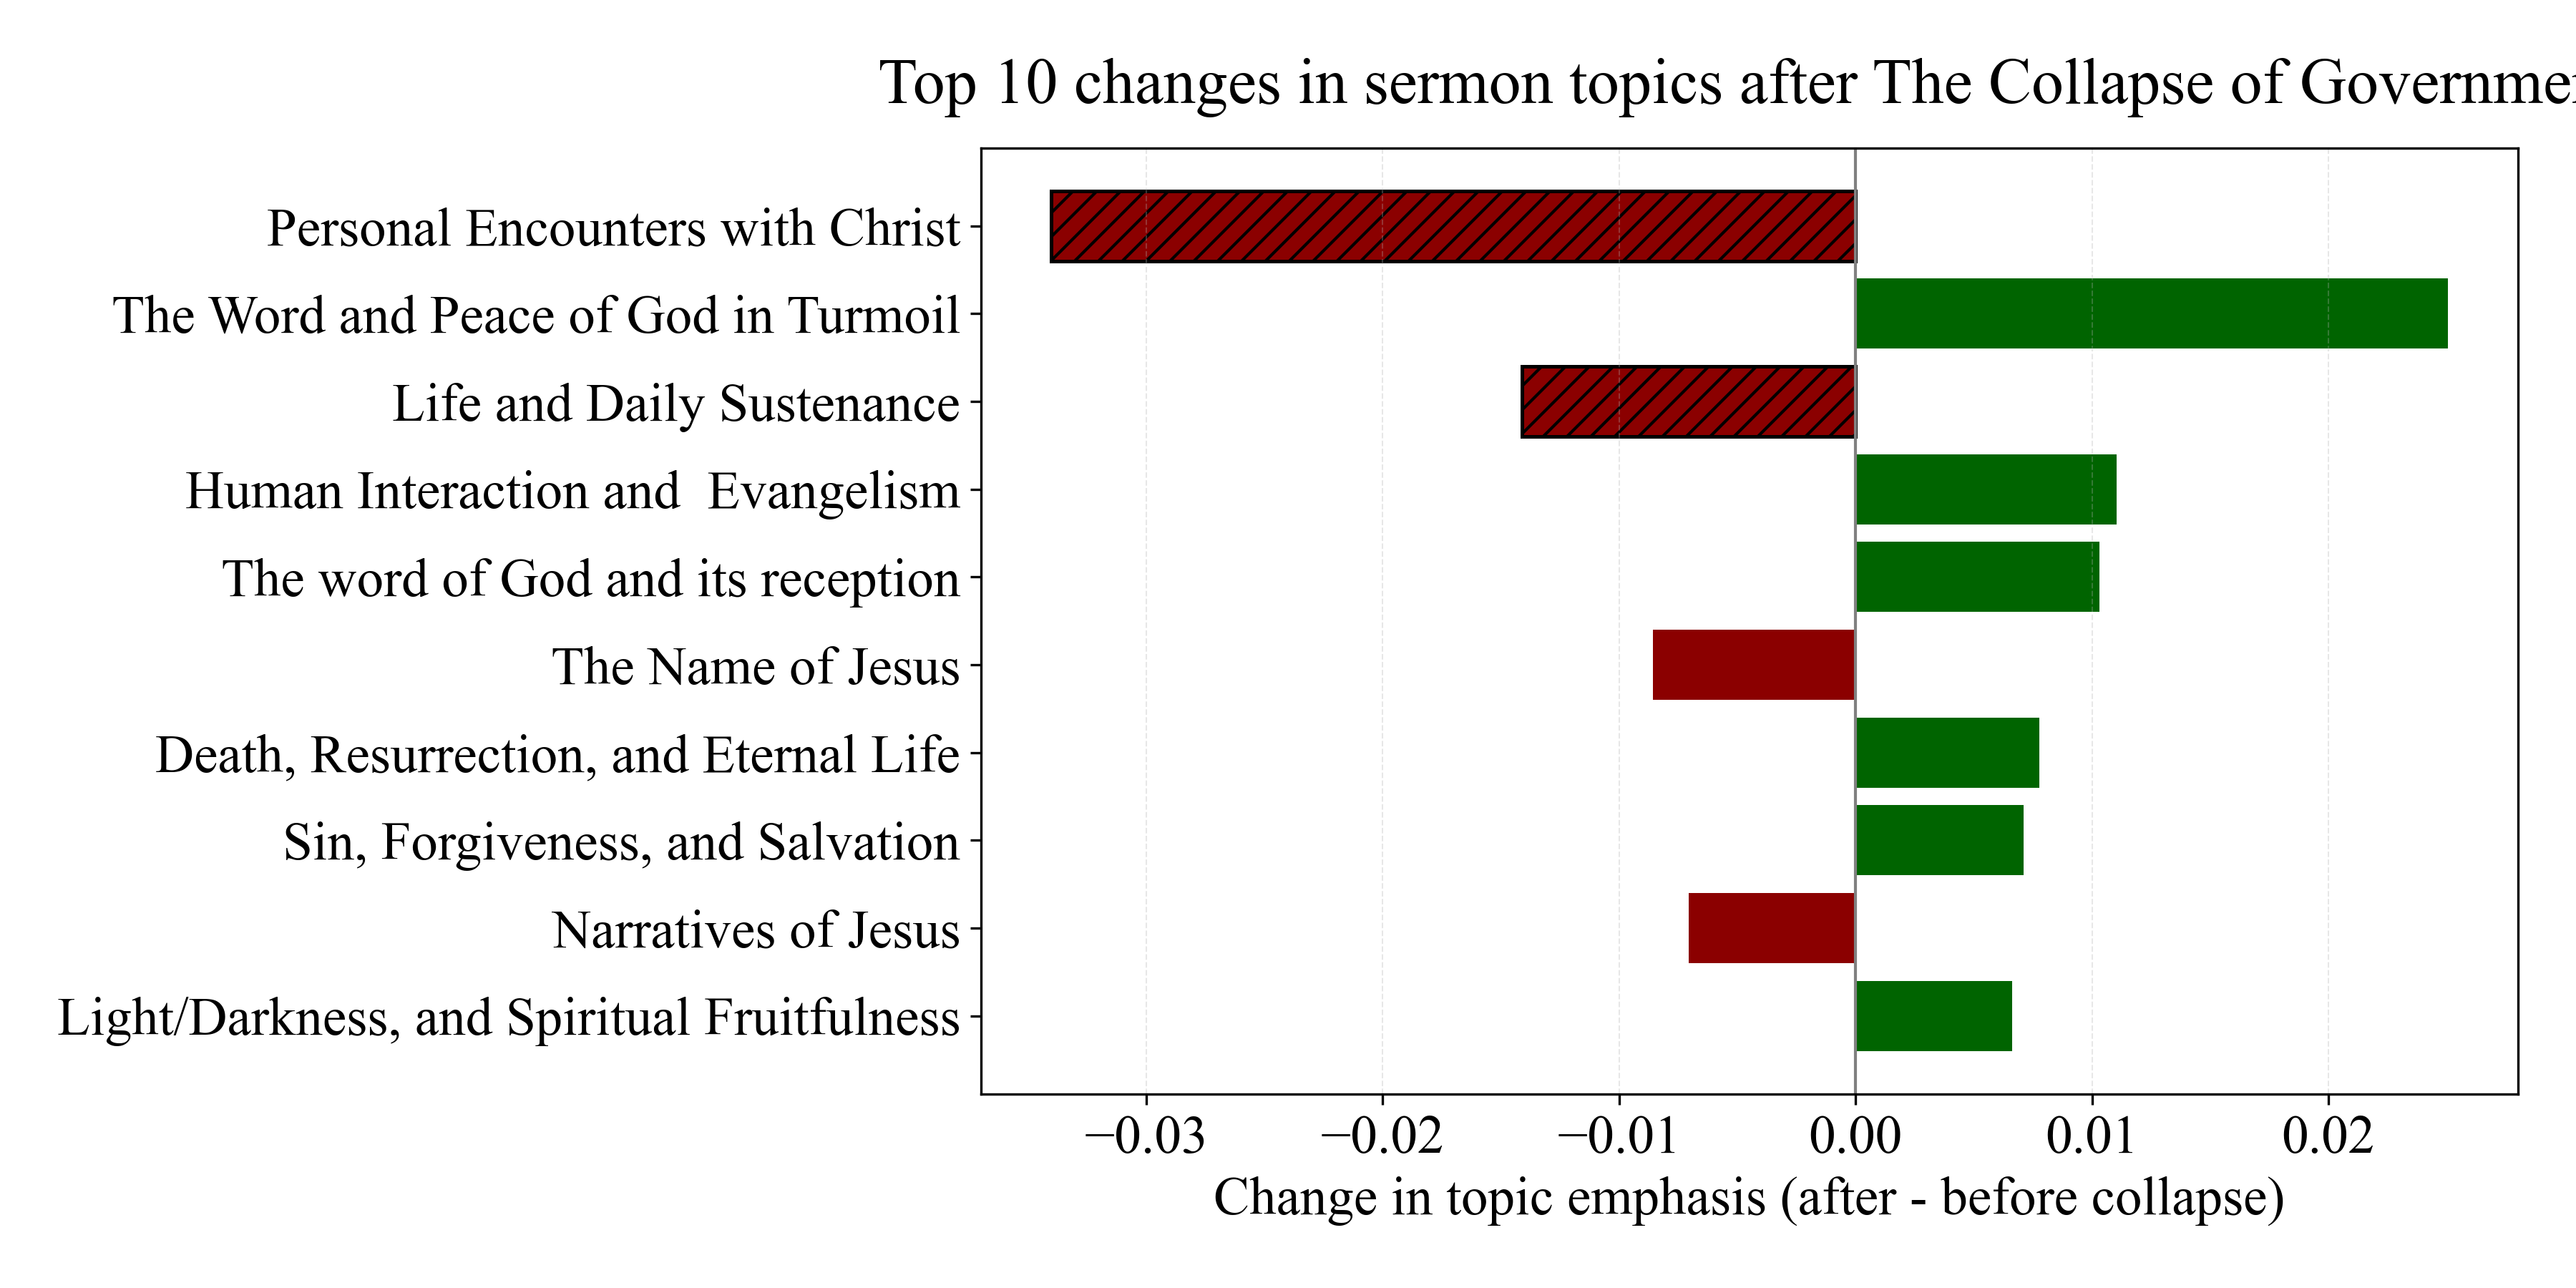 Top 10 changes in sermon topics after The Collapse of Governme
Personal Encounters with Christ
The Word and Peace of God in Turmoil
Life and Daily Sustenance
Human Interaction and  Evangelism
The word of God and its reception
The Name of Jesus
Death, Resurrection, and Eternal Life
Sin, Forgiveness, and Salvation
Narratives of Jesus
Light/Darkness, and Spiritual Fruitfulness
−0.03 −0.02 −0.01 0.00 0.01 0.02
Change in topic emphasis (after - before collapse)